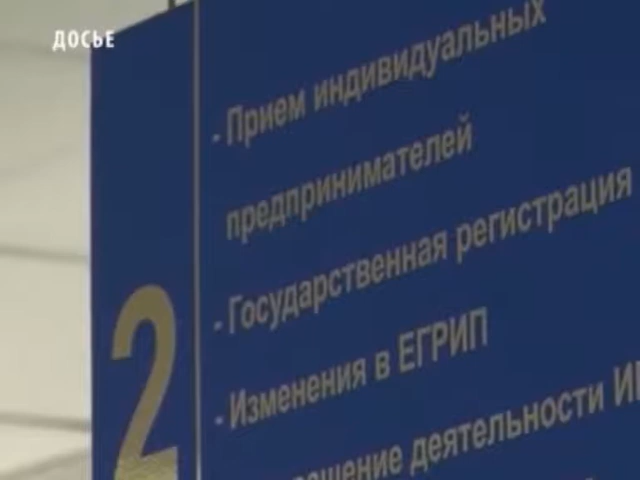 ДОСЬЕ
- Прием индивидуальных
предпринимателей
- Государственная регистрация
- Изменения в ЕГРИП
деятельности
2